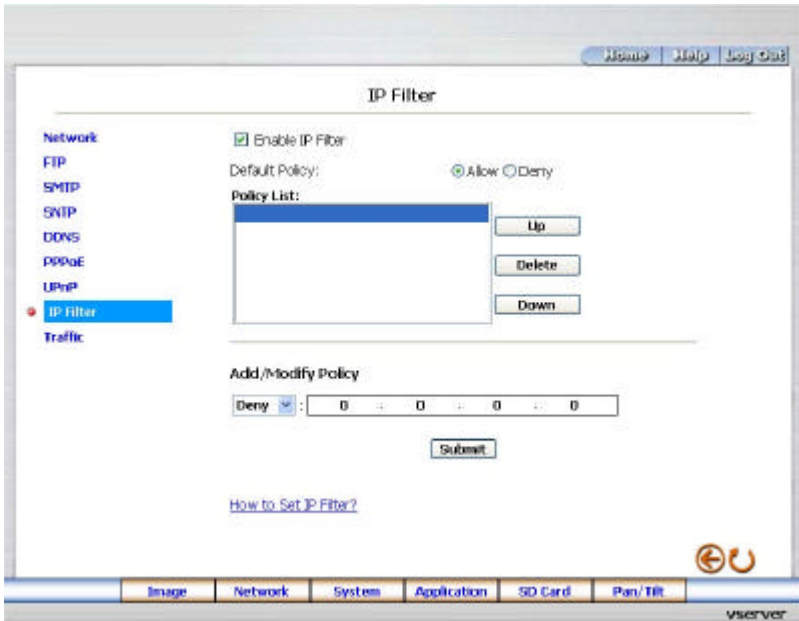 Home Help Log Out
IP Filter
Network
FTP
SMTP
SNTP
DDNS
PPPoE
UPnP
IP Filter
Traffic
Enable IP Filter
Default Policy: Allow Deny
Policy List:
Up
Delete
Down
Add/Modify Policy
Deny : 0 . 0 . 0 . 0
Submit
How to Set IP Filter?
Image Network System Application SD Card Pan/Tilt
vserver